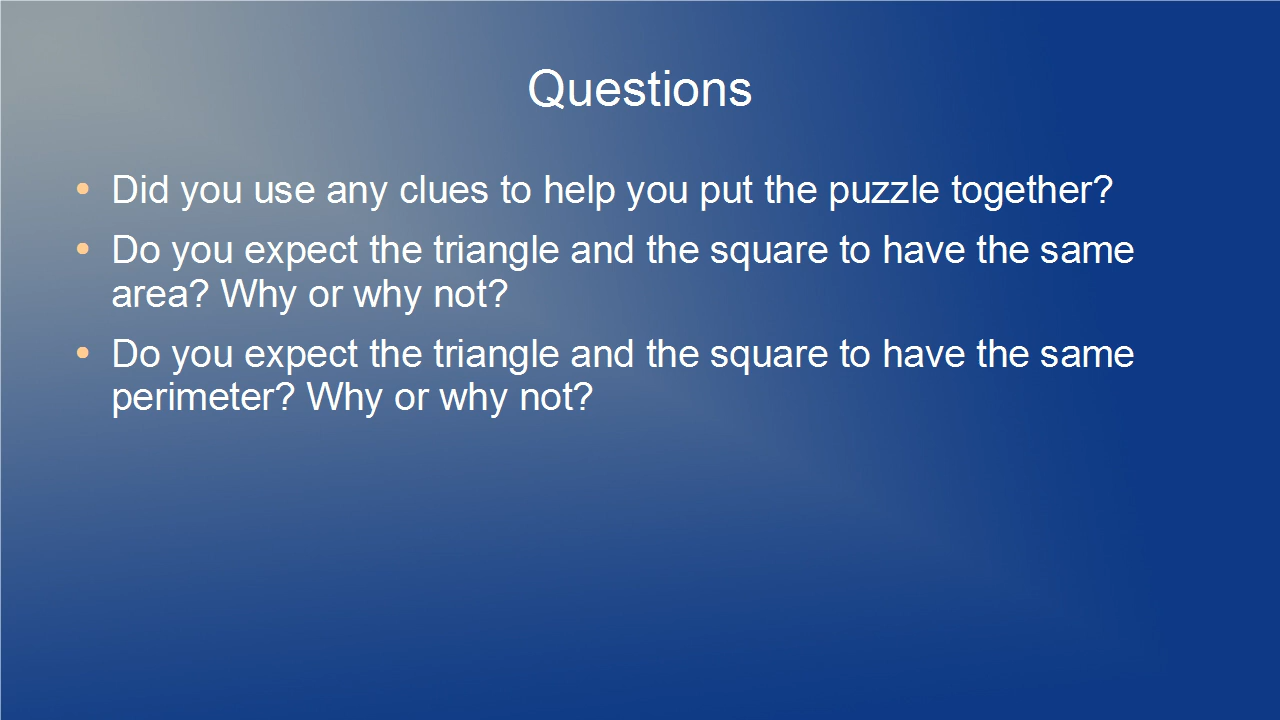 Questions
• Did you use any clues to help you put the puzzle together?
• Do you expect the triangle and the square to have the same
area? Why or why not?
• Do you expect the triangle and the square to have the same
perimeter? Why or why not?